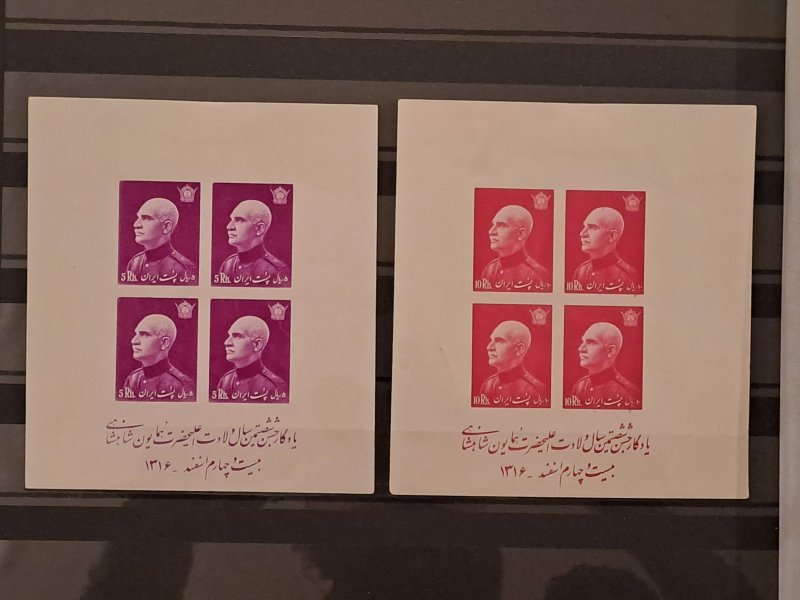 5 Rls. پست ایران ۵ ریال
5 Rls. پست ایران ۵ ریال
5 Rls. پست ایران ۵ ریال
5 Rls. پست ایران ۵ ریال
یادگار جشن شصتمین سال ولادت اعلیحضرت همایون شاهنشاهی
بیست و چهارم اسفند - ۱۳۱۶
10 Rls. پست ایران ۱۰ ریال
10 Rls. پست ایران ۱۰ ریال
10 Rls. پست ایران ۱۰ ریال
10 Rls. پست ایران ۱۰ ریال
یادگار جشن شصتمین سال ولادت اعلیحضرت همایون شاهنشاهی
بیست و چهارم اسفند - ۱۳۱۶